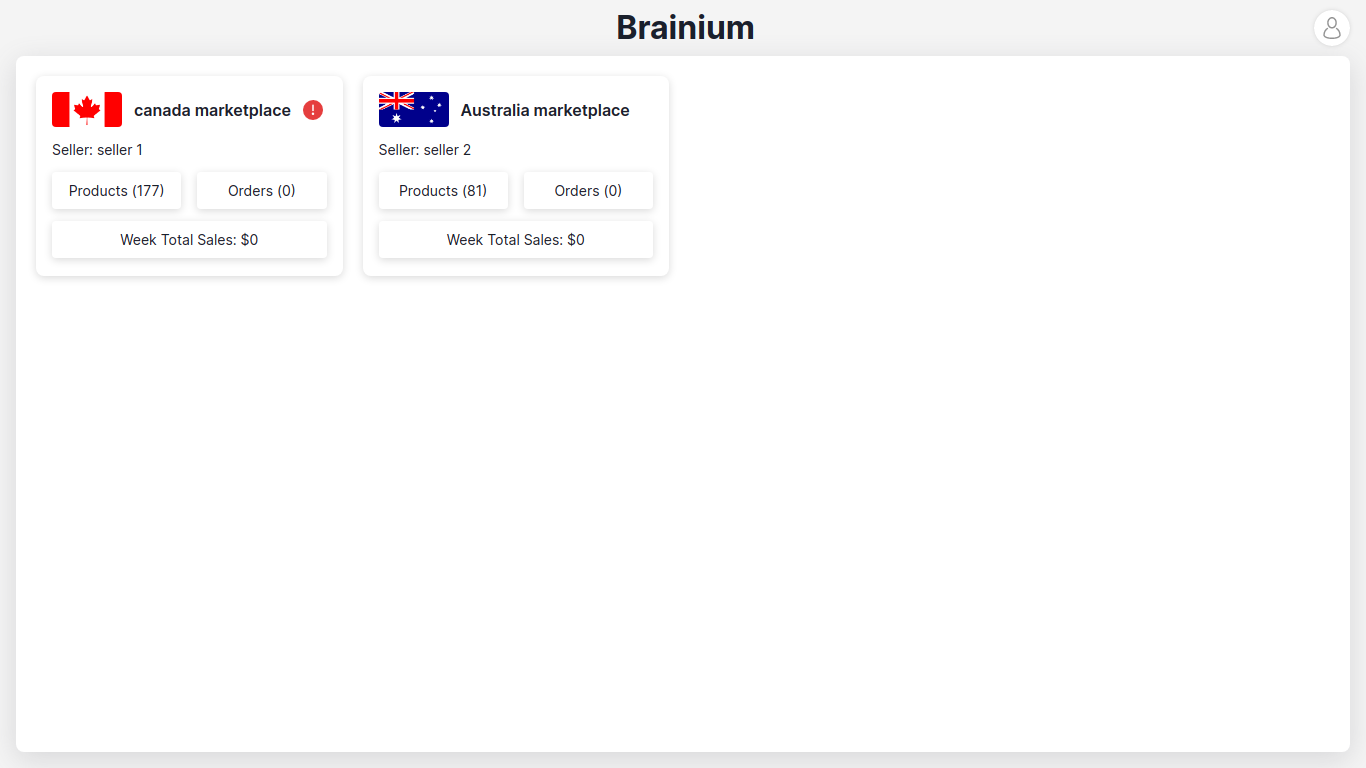 Brainium
canada marketplace
Seller: seller 1
Products (177)
Orders (0)
Week Total Sales: $0
Australia marketplace
Seller: seller 2
Products (81)
Orders (0)
Week Total Sales: $0